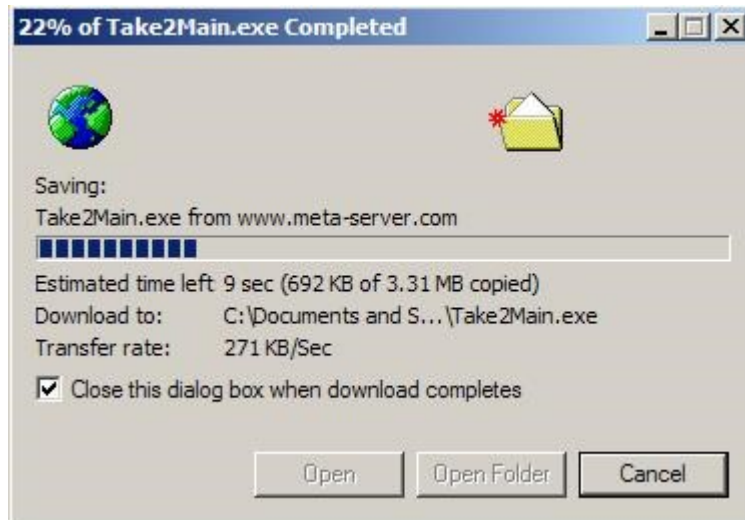 22% of Take2Main.exe Completed
Saving:
Take2Main.exe from www.meta-server.com
Estimated time left 9 sec (692 KB of 3.31 MB copied)
Download to: C:\Documents and S...\Take2Main.exe
Transfer rate: 271 KB/Sec
Close this dialog box when download completes
Open Open Folder Cancel